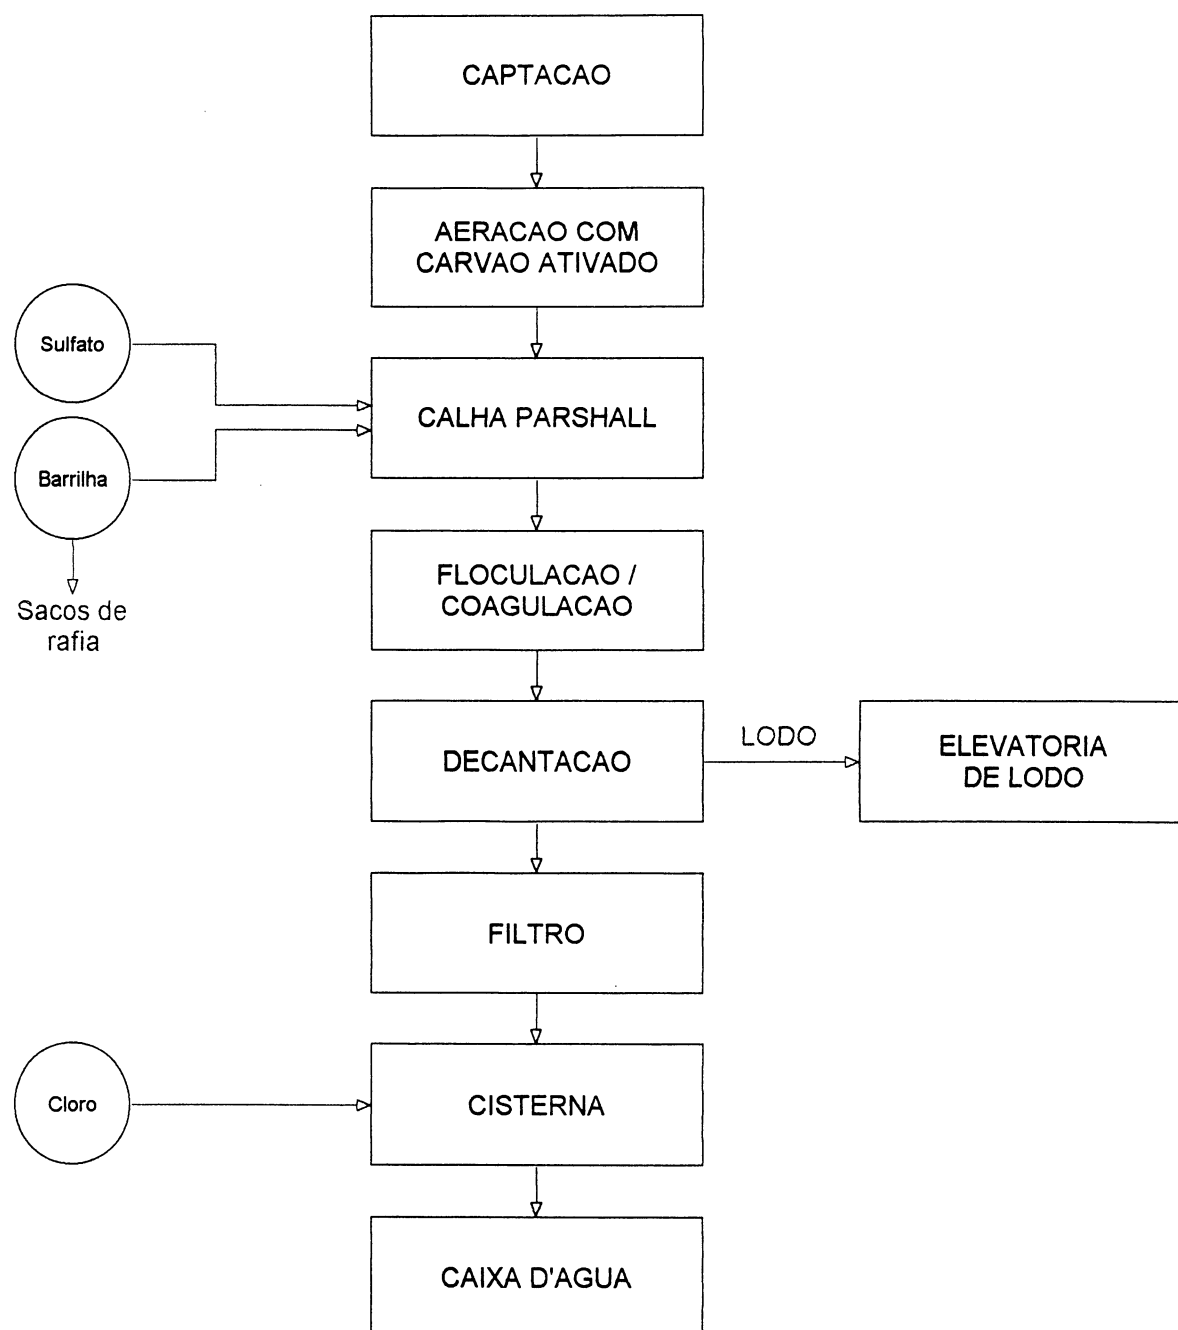 CAPTACAO
AERACAO COM
CARVAO ATIVADO
Sulfato
CALHA PARSHALL
Barrilha
Sacos de
rafia
FLOCULACAO /
COAGULACAO
DECANTACAO
LODO
ELEVATORIA
DE LODO
FILTRO
Cloro
CISTERNA
CAIXA D'AGUA